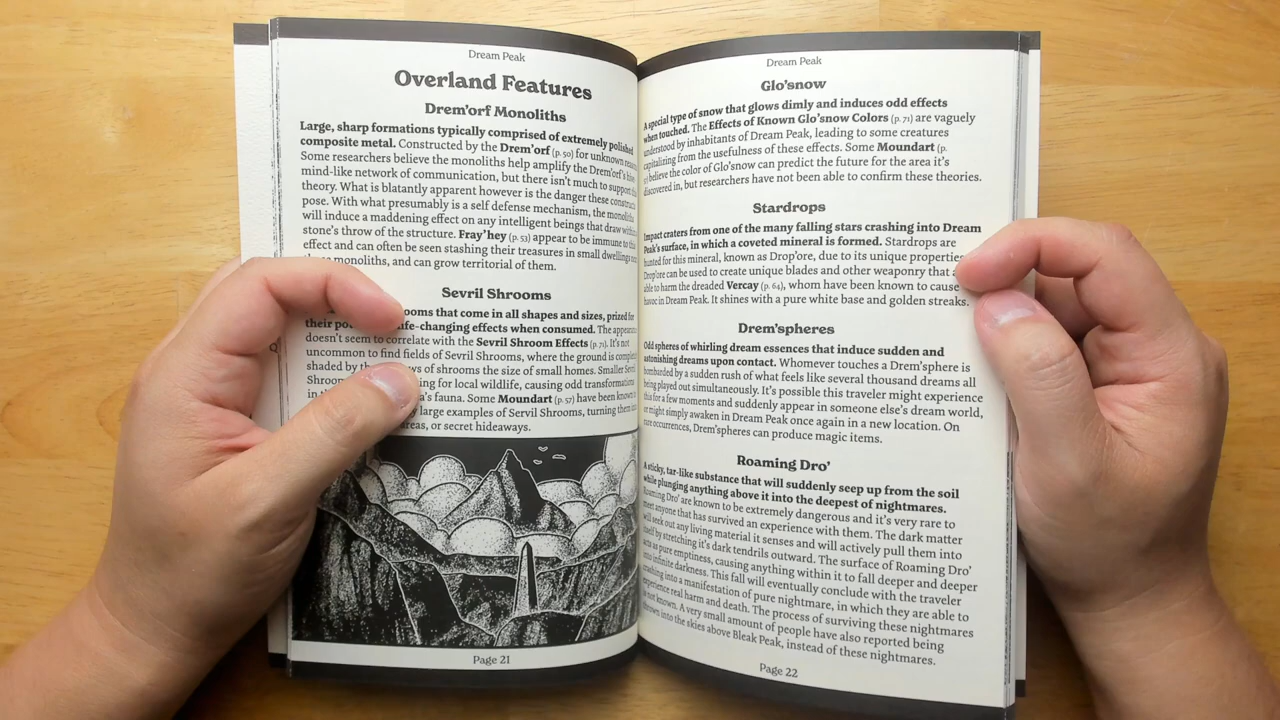 Dream Peak
Overland Features
Drem'orf Monoliths
Large, sharp formations typically comprised of extremely polished
composite metal. Constructed by the Drem'orf (p. 50) for unknown
Some researchers believe the monoliths help amplify the Drem'orf's
mind-like network of communication, but there isn't much to support
theory. What is blatantly apparent however is the danger these
pose. With what presumably is a self defense mechanism, the
will induce a maddening effect on any intelligent beings that draw
stone's throw of the structure. Fray'hey (p. 53) appear to be immune to
effect and can often be seen stashing their treasures in small dwellings
monoliths, and can grow territorial of them.
Sevril Shrooms
that come in all shapes and sizes, prized for
their effects when consumed. The
doesn't seem to correlate with the Sevril Shroom Effects (p. 71). It's not
uncommon to find fields of Sevril Shrooms, where the ground is
shaded by of shrooms the size of small homes. Smaller
for local wildlife, causing odd transformations
in fauna. Some Moundart (p. 57) have been known
large examples of Servil Shrooms, turning
or secret hideaways.
Page 21
Dream Peak
Glo'snow
A special type of snow that glows dimly and induces odd effects
when touched. The Effects of Known Glo'snow Colors (p. 71) are vaguely
understood by inhabitants of Dream Peak, leading to some creatures
capitalizing from the usefulness of these effects. Some Moundart (p.
believe the color of Glo'snow can predict the future for the area it's
discovered in, but researchers have not been able to confirm these theories.
Stardrops
Impact craters from one of the many falling stars crashing into Dream
Peak's surface, in which a coveted mineral is formed. Stardrops are
hunted for this mineral, known as Drop'ore, due to its unique properties.
Drop'ore can be used to create unique blades and other weaponry that
able to harm the dreaded Vercay (p. 64), whom have been known to cause
havoc in Dream Peak. It shines with a pure white base and golden streaks.
Drem'spheres
Odd spheres of whirling dream essences that induce sudden and
astonishing dreams upon contact. Whomever touches a Drem'sphere is
bomburded by a sudden rush of what feels like several thousand dreams all
being played out simultaneously. It's possible this traveler might experience
this for a few moments and suddenly appear in someone else's dream world,
or might simply awaken in Dream Peak once again in a new location. On
rare occurrences, Drem'spheres can produce magic items.
Roaming Dro'
A sticky, tar-like substance that will suddenly seep up from the soil
while plunging anything above it into the deepest of nightmares.
Roaming Dro' are known to be extremely dangerous and it's very rare to
meet anyone that has survived an experience with them. The dark matter
will seek out any living material it senses and will actively pull them into
itself by stretching it's dark tendrils outward. The surface of Roaming Dro'
acts as pure emptiness, causing anything within it to fall deeper and deeper
into infinite darkness. This fall will eventually conclude with the traveler
crashing into a manifestation of pure nightmare, in which they are able to
experience real harm and death. The process of surviving these nightmares
is not known. A very small amount of people have also reported being
thrown into the skies above Bleak Peak, instead of these nightmares.
Page 22